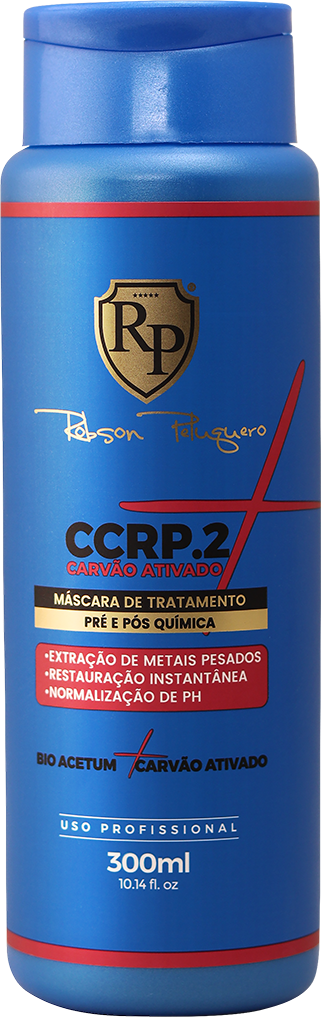 RP
Robson Peluquero
CCRP.2
CARVÃO ATIVADO
MÁSCARA DE TRATAMENTO
PRÉ E PÓS QUÍMICA
•EXTRAÇÃO DE METAIS PESADOS
•RESTAURAÇÃO INSTANTÂNEA
•NORMALIZAÇÃO DE PH
BIO ACETUM + CARVÃO ATIVADO
USO PROFISSIONAL
300ml
10.14 fl. oz